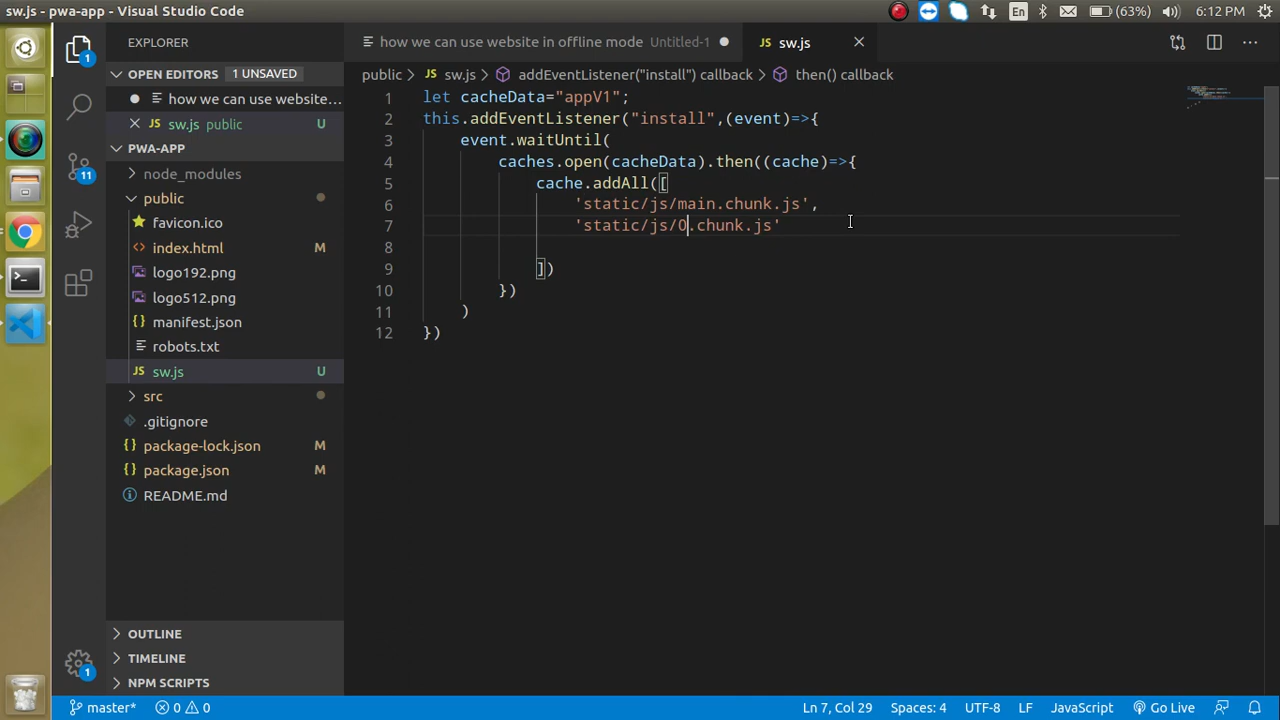 sw.js - pwa-app - Visual Studio Code
En
(63%)
6:12 PM
EXPLORER
how we can use website in offline mode Untitled-1
sw.js
public
sw.js
addEventListener("install") callback
then() callback
OPEN EDITORS 1 UNSAVED
how we can use website...
sw.js public U
PWA-APP
node_modules
public
favicon.ico
index.html M
logo192.png
logo512.png
manifest.json
robots.txt
sw.js U
src
.gitignore
package-lock.json M
package.json M
README.md
1
11
1
1 let cacheData="appV1";
2 this.addEventListener("install",(event)=>{
3 event.waitUntil(
4 caches.open(cacheData).then((cache)=>{
5 cache.addAll([
6 'static/js/main.chunk.js',
7 'static/js/0.chunk.js'
8
9 ])
10 })
11 )
12 })
OUTLINE
TIMELINE
NPM SCRIPTS
master*
0
0
Ln 7, Col 29
Spaces: 4
UTF-8
LF
JavaScript
Go Live